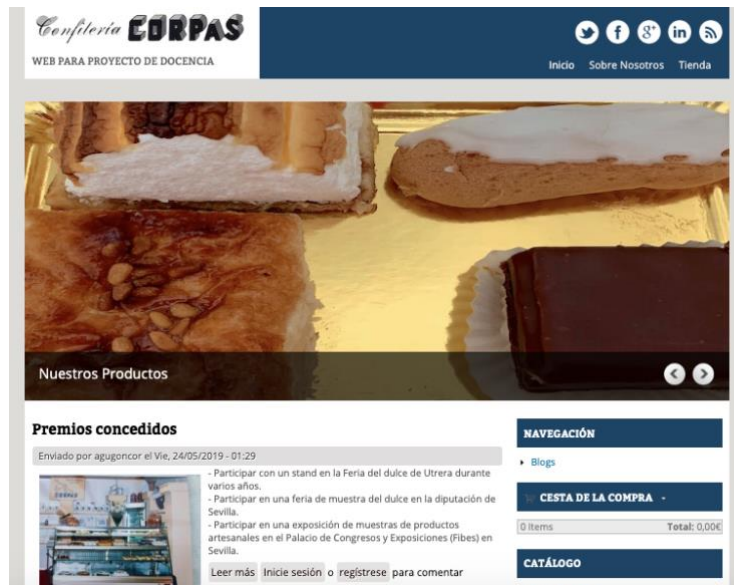 Confitería CORPAS
WEB PARA PROYECTO DE DOCENCIA
Inicio Sobre Nosotros Tienda
Nuestros Productos
Premios concedidos
Enviado por agugoncor el Vie, 24/05/2019 - 01:29
- Participar con un stand en la Feria del dulce de Utrera durante
varios años.
- Participar en una feria de muestra del dulce en la diputación de
Sevilla.
- Participar en una exposición de muestras de productos
artesanales en el Palacio de Congresos y Exposiciones (Fibes) en
Sevilla.
Leer más Inicie sesión o regístrese para comentar
NAVEGACIÓN
Blogs
CESTA DE LA COMPRA
0 Items Total: 0,00€
CATÁLOGO